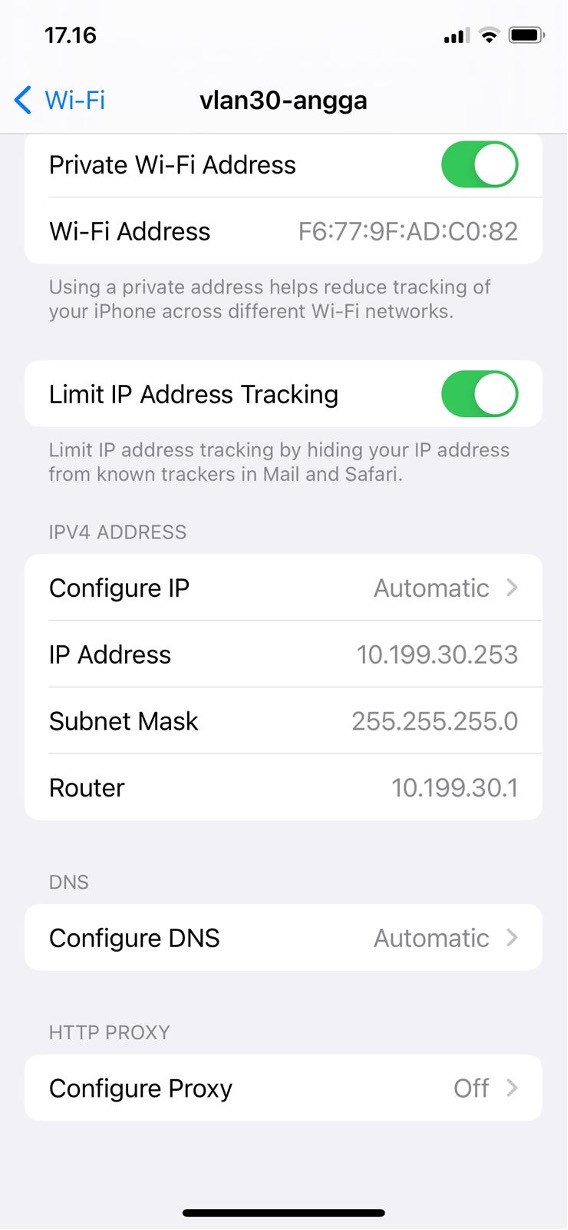 17.16
Wi-Fi
vlan30-angga
Private Wi-Fi Address
Wi-Fi Address F6:77:9F:AD:C0:82
Using a private address helps reduce tracking of
your iPhone across different Wi-Fi networks.
Limit IP Address Tracking
Limit IP address tracking by hiding your IP address
from known trackers in Mail and Safari.
IPV4 ADDRESS
Configure IP Automatic
IP Address 10.199.30.253
Subnet Mask 255.255.255.0
Router 10.199.30.1
DNS
Configure DNS Automatic
HTTP PROXY
Configure Proxy Off